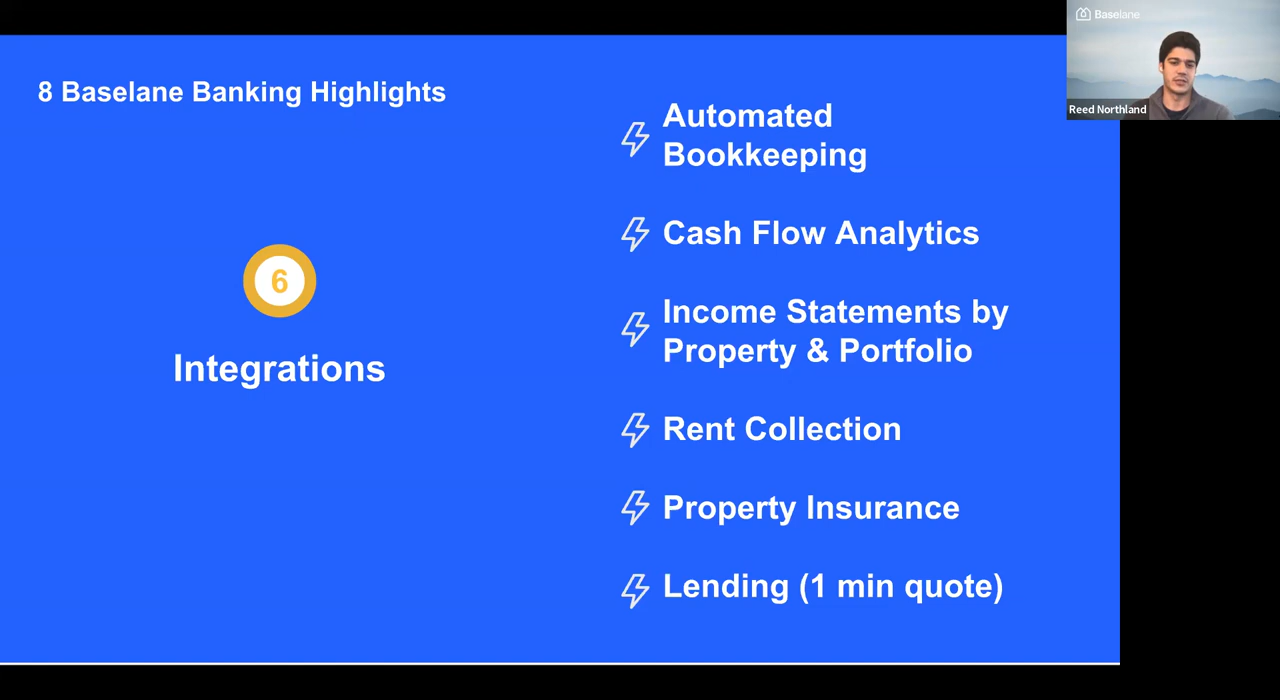 8 Baselane Banking Highlights
6
Integrations
Automated
Bookkeeping
Cash Flow Analytics
Income Statements by
Property & Portfolio
Rent Collection
Property Insurance
Lending (1 min quote)
Baselane
Reed Northland